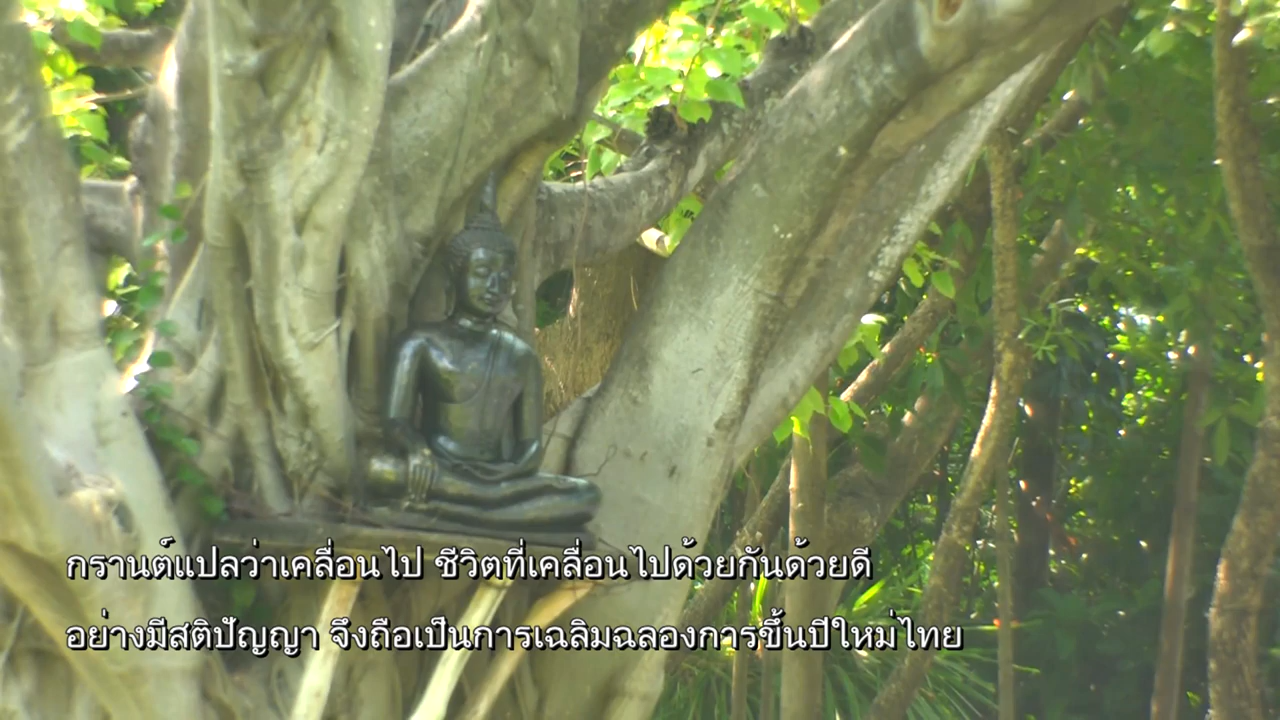 กรานต์แปลว่าเคลื่อนไป ชีวิตที่เคลื่อนไปด้วยกันด้วยดี
อย่างมีสติปัญญา จึงถือเป็นการเฉลิมฉลองการขึ้นปีใหม่ไทย